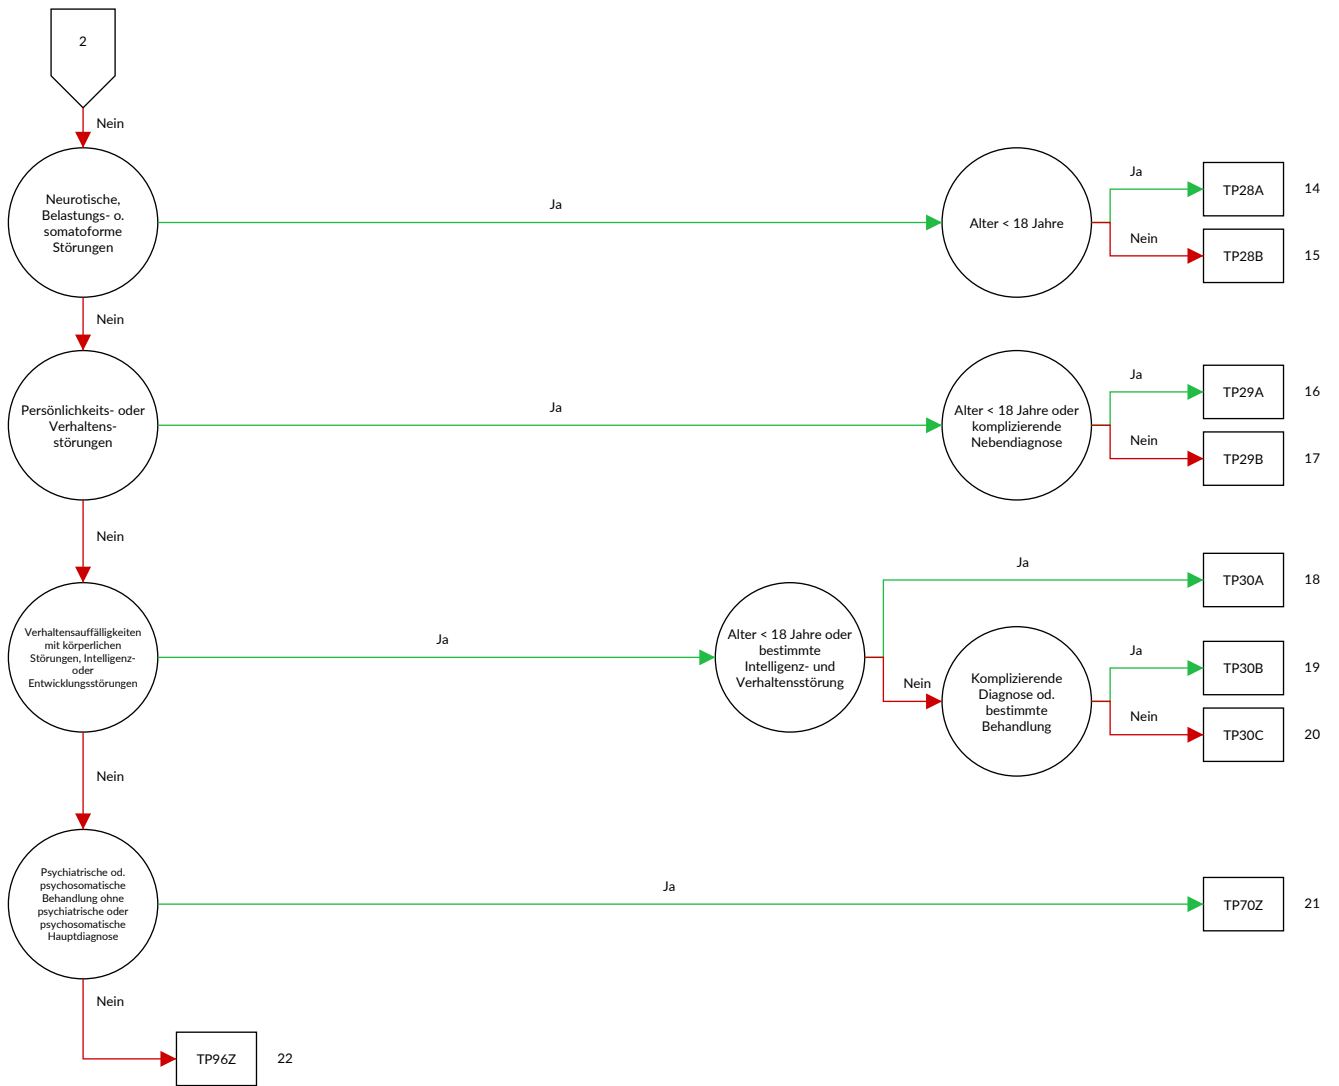 2
Nein
Neurotische,
Belastungs- o.
somatoforme
Störungen
Ja
Alter < 18 Jahre
Ja
TP28A
14
Nein
TP28B
15
Nein
Persönlichkeits- oder
Verhaltens-
störungen
Ja
Alter < 18 Jahre oder
komplizierende
Nebendiagnose
Ja
TP29A
16
Nein
TP29B
17
Nein
Verhaltensauffälligkeiten
mit körperlichen
Störungen, Intelligenz-
oder
Entwicklungsstörungen
Ja
Alter < 18 Jahre oder
bestimmte
Intelligenz- und
Verhaltensstörung
Ja
TP30A
18
Nein
Komplizierende
Diagnose od.
bestimmte
Behandlung
Ja
TP30B
19
Nein
TP30C
20
Nein
Psychiatrische od.
psychosomatische
Behandlung ohne
psychiatrische oder
psychosomatische
Hauptdiagnose
Ja
TP70Z
21
Nein
TP96Z
22